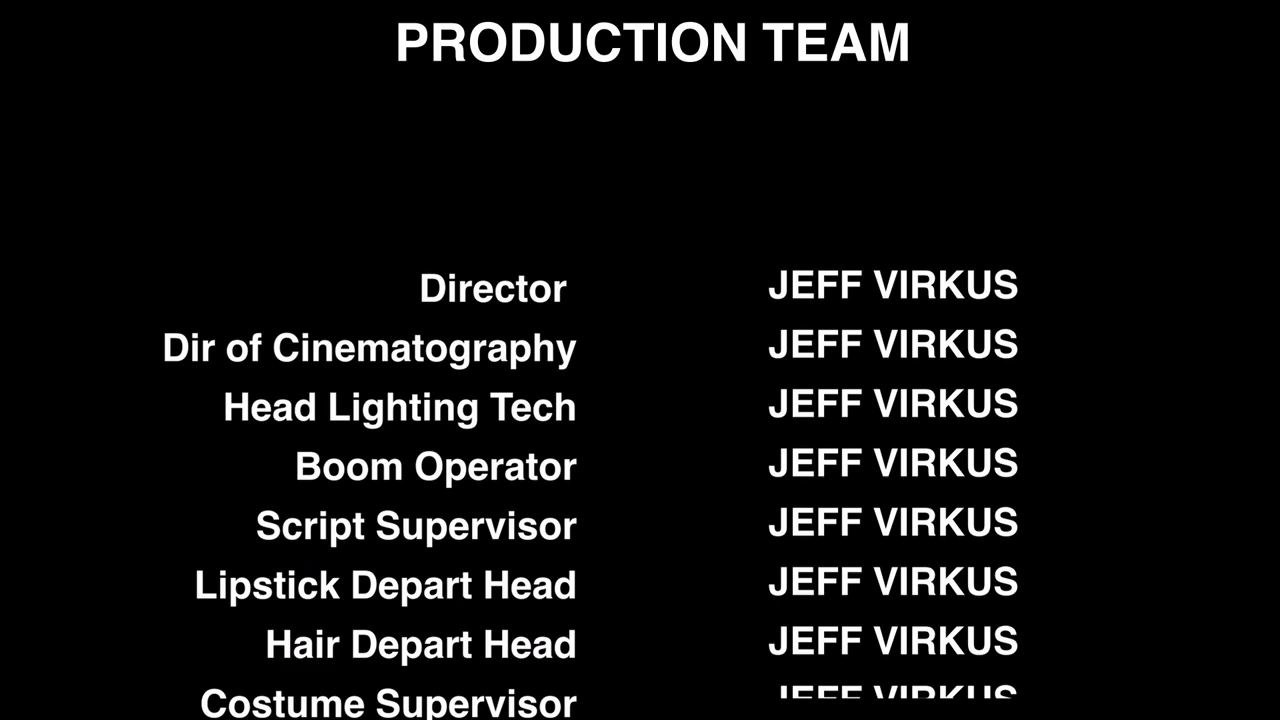 PRODUCTION TEAM
Director JEFF VIRKUS
Dir of Cinematography JEFF VIRKUS
Head Lighting Tech JEFF VIRKUS
Boom Operator JEFF VIRKUS
Script Supervisor JEFF VIRKUS
Lipstick Depart Head JEFF VIRKUS
Hair Depart Head JEFF VIRKUS
Costume Supervisor JEFF VIRKUS